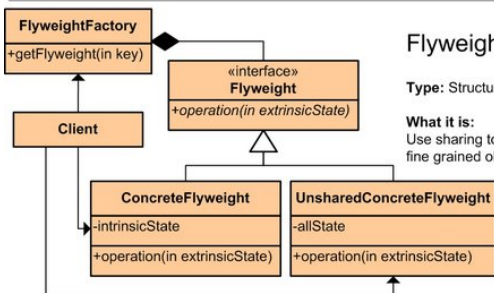 FlyweightFactory
+getFlyweight(in key)
Client
«interface»
Flyweight
+operation(in extrinsicState)
ConcreteFlyweight
-intrinsicState
+operation(in extrinsicState)
UnsharedConcreteFlyweight
-allState
+operation(in extrinsicState)
Flyweigh
Type: Structu
What it is:
Use sharing to
fine grained o